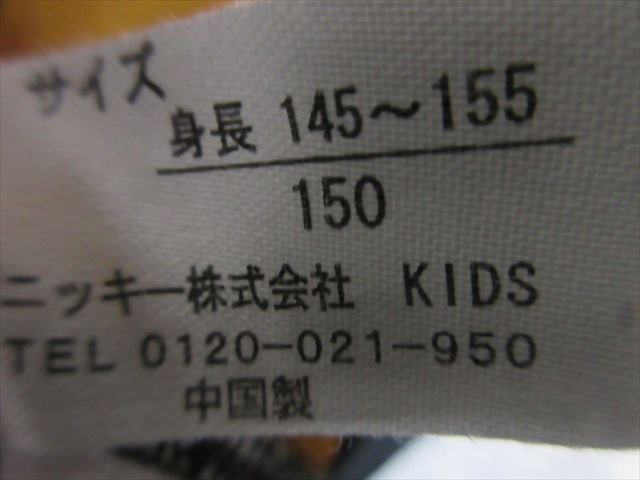 サイズ
身長 145～155
150
ニッキー株式会社 KIDS
TEL 0120-021-950
中国製